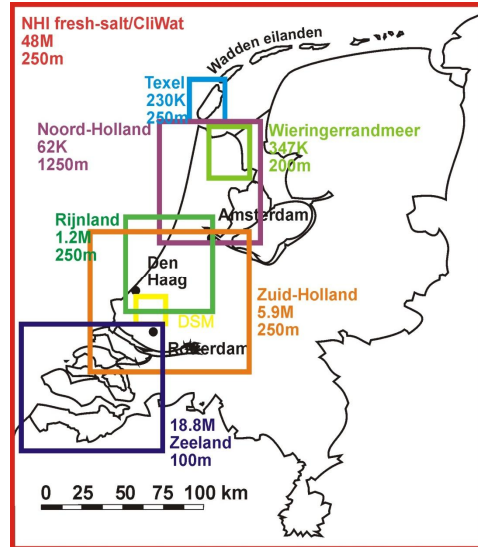 NHI fresh-salt/CliWat
48M
250m
Wadden eilanden
Texel
230K
250m
Noord-Holland
62K
1250m
Wieringerrandmeer
347K
200m
Rijnland
1.2M
250m
Amsterdam
Den
Haag
Zuid-Holland
5.9M
250m
DSM
Rotterdam
18.8M
Zeeland
100m
0 25 50 75 100 km